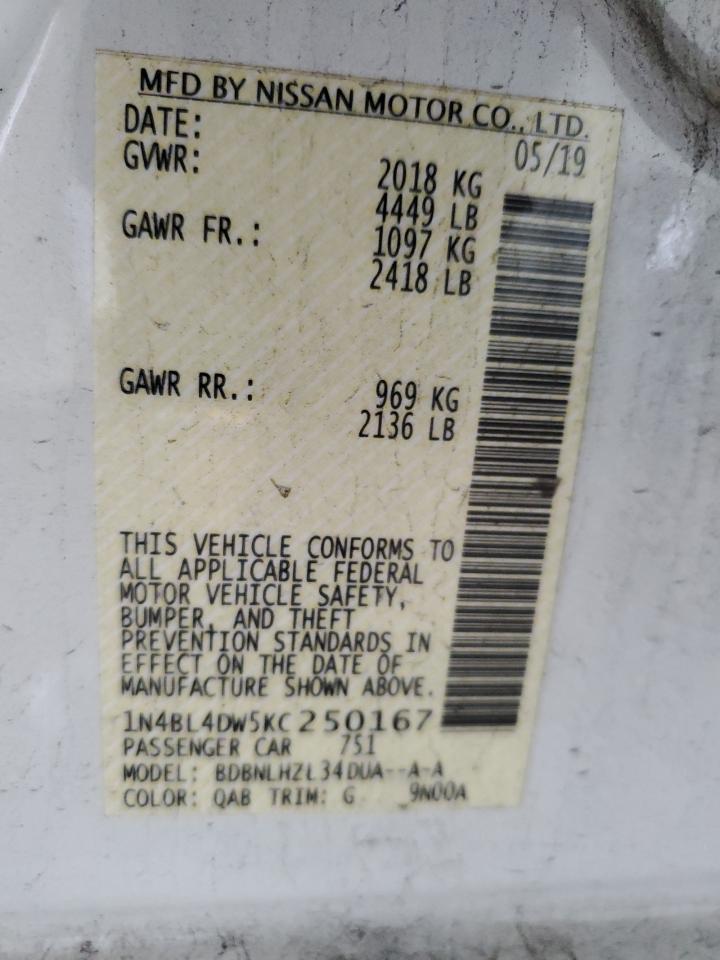 MFD BY NISSAN MOTOR CO., LTD.
DATE: 05/19
GVWR: 2018 KG
4449 LB
GAWR FR.: 1097 KG
2418 LB
GAWR RR.: 969 KG
2136 LB
THIS VEHICLE CONFORMS TO
ALL APPLICABLE FEDERAL
MOTOR VEHICLE SAFETY,
BUMPER, AND THEFT
PREVENTION STANDARDS IN
EFFECT ON THE DATE OF
MANUFACTURE SHOWN ABOVE.
1N4BL4DW5KC250167
PASSENGER CAR 751
MODEL: BDBNLHZL34DUA--A-A
COLOR: QAB TRIM: G 9N00A